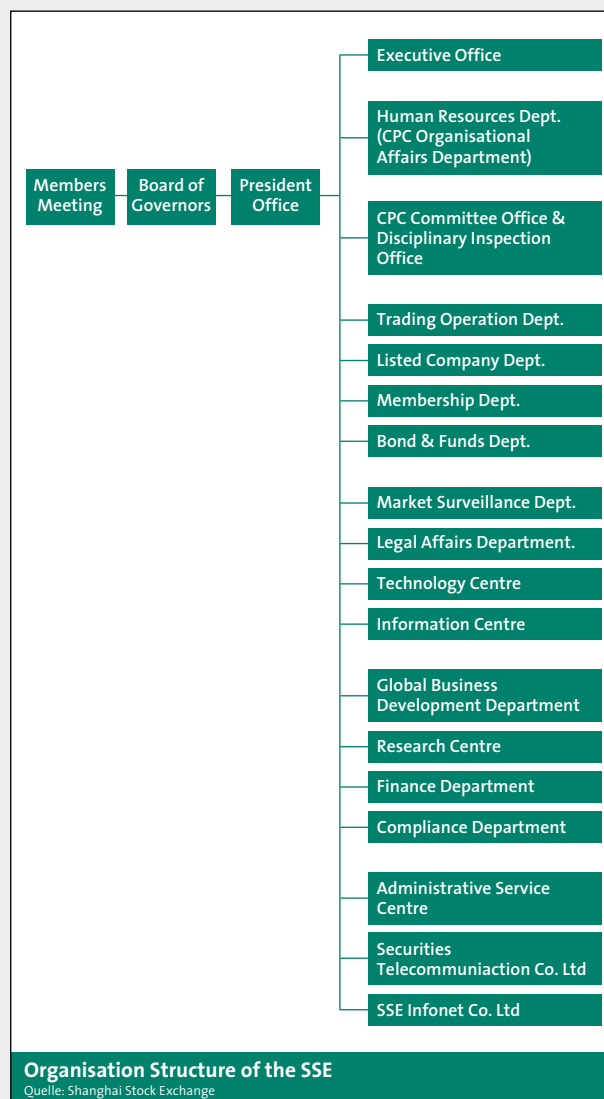 Members
Meeting
Board of
Governors
President
Office
Executive Office
Human Resources Dept.
(CPC Organisational
Affairs Department)
CPC Committee Office &
Disciplinary Inspection
Office
Trading Operation Dept.
Listed Company Dept.
Membership Dept.
Bond & Funds Dept.
Market Surveillance Dept.
Legal Affairs Department.
Technology Centre
Information Centre
Global Business
Development Department
Research Centre
Finance Department
Compliance Department
Administrative Service
Centre
Securities
Telecommuniaction Co. Ltd
SSE Infonet Co. Ltd
Organisation Structure of the SSE
Quelle: Shanghai Stock Exchange